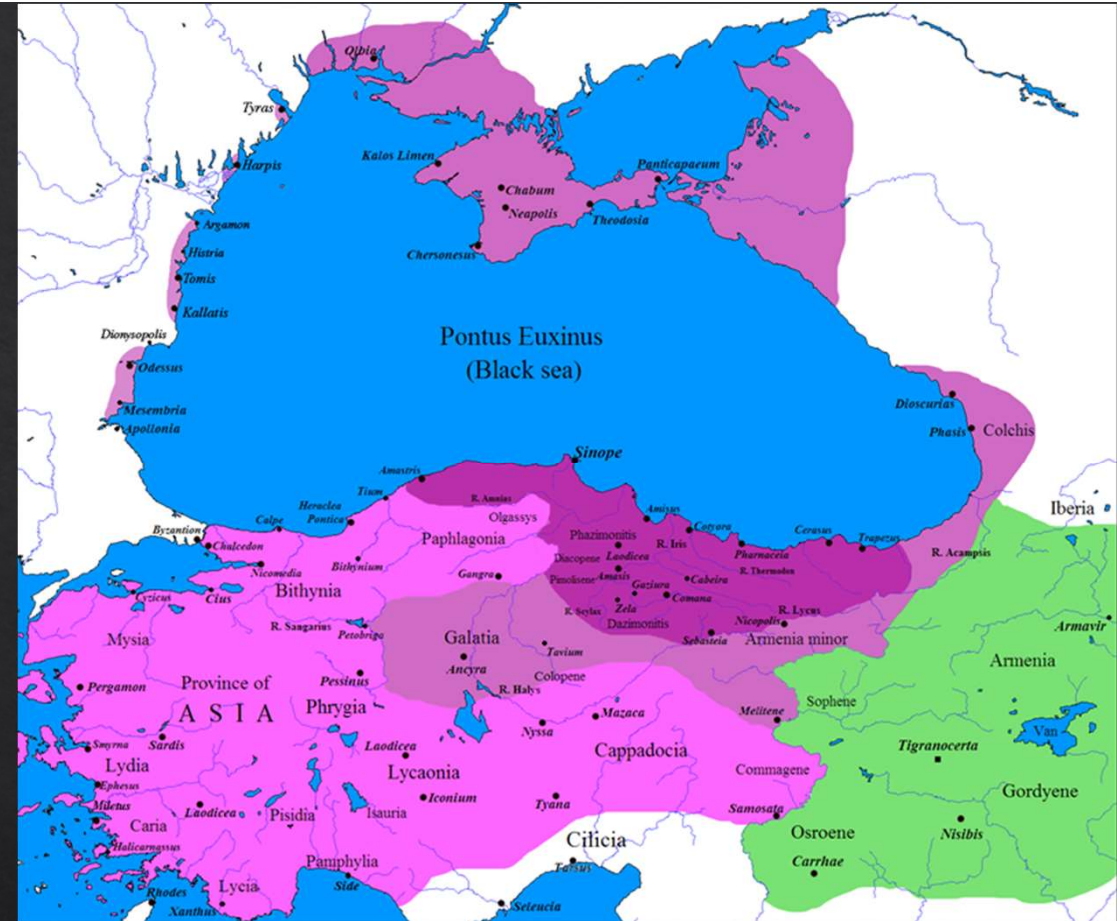 Olbia
Tyras
Harpis
Kalos Limen
Panticapaeum
Chabum
Neapolis
Theodosia
Argamon
Chersonesus
Histria
Tomis
Kallatis
Dionysopolis
Odessus
Pontus Euxinus
(Black sea)
Mesembria
Apollonia
Dioscurias
Phasis
Colchis
Sinope
Amastris
Tium
R. Amnius
Heraclea
Pontica
Olgassys
Amisus
Iberia
Byzantion
Calpe
Cotyora
Cerasus
Trapezus
Chalcedon
Paphlagonia
Phazimonitis
R. Iris
Pharnaceia
R. Acampsis
Bithynium
Diacopene
Laodicea
R. Thermodon
Nicomedia
Gangra
Pimolisene
Amasis
Gaziura
Cabeira
Cyzicus
Cius
Bithynia
Comana
R. Scylax
Zela
R. Lycus
Mysia
R. Sangarius
Petobriga
Dazimonitis
Nicopolis
Armavir
Galatia
Sebasteia
Armenia minor
Tavium
Ancyra
Armenia
Pergamon
Province of
Pessinus
Colopene
R. Halys
Sophene
A S I A
Phrygia
Mazaca
Melitene
Nyssa
Van
Smyrna
Sardis
Laodicea
Cappadocia
Tigranocerta
Lydia
Lycaonia
Commagene
Ephesus
Gordyene
Miletus
Laodicea
Iconium
Tyana
Samosata
Caria
Pisidia
Isauria
Osroene
Nisibis
Halicarnassus
Cilicia
Pamphylia
Carrhae
Tarsus
Lycia
Side
Rhodes
Xanthus
Seleucia